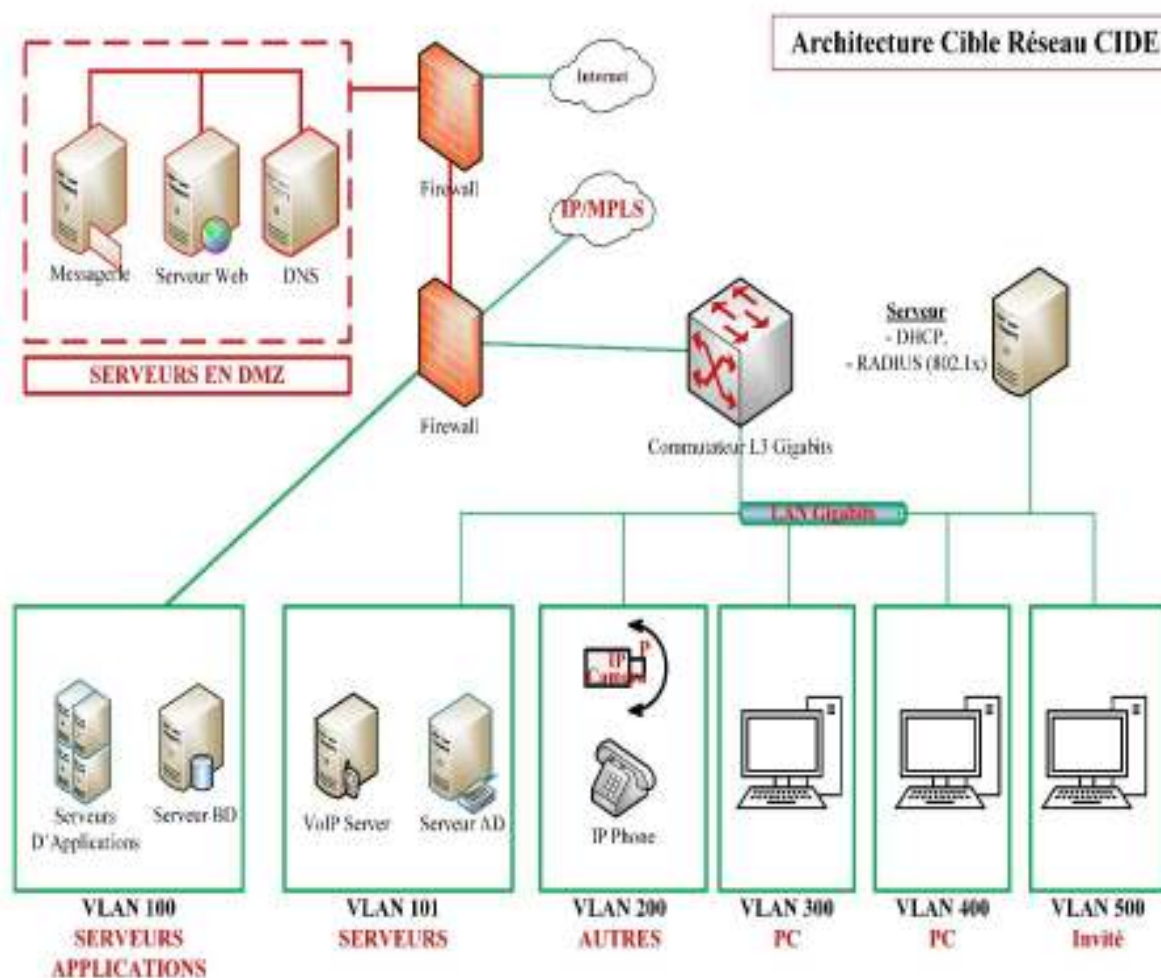 Architecture Cible Réseau CIDE
Internet
Firewall
IP/MPLS
Messagerie
Serveur Web
DNS
SERVEURS EN DMZ
Firewall
Serveur
- DHCP.
- RADIUS (802.1x)
Commutateur L3 Gigabits
LAN Gigabits
Serveurs
D'Applications
Serveur BD
VoIP Server
Serveur AD
IP
Camera
P
IP Phone
VLAN 100
SERVEURS
APPLICATIONS
VLAN 101
SERVEURS
VLAN 200
AUTRES
VLAN 300
PC
VLAN 400
PC
VLAN 500
Invité